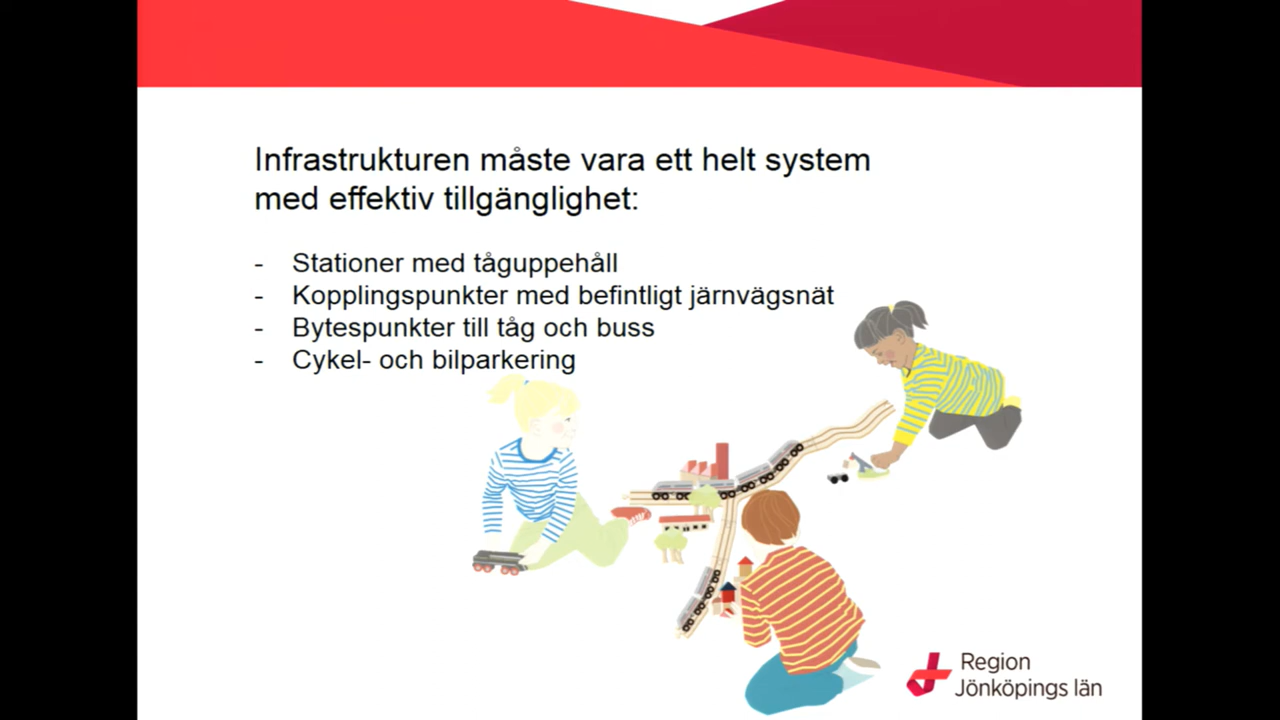 Infrastrukturen måste vara ett helt system
med effektiv tillgänglighet:
- Stationer med tåguppehåll
- Kopplingspunkter med befintligt järnvägsnät
- Bytespunkter till tåg och buss
- Cykel- och bilparkering
Region
Jönköpings län